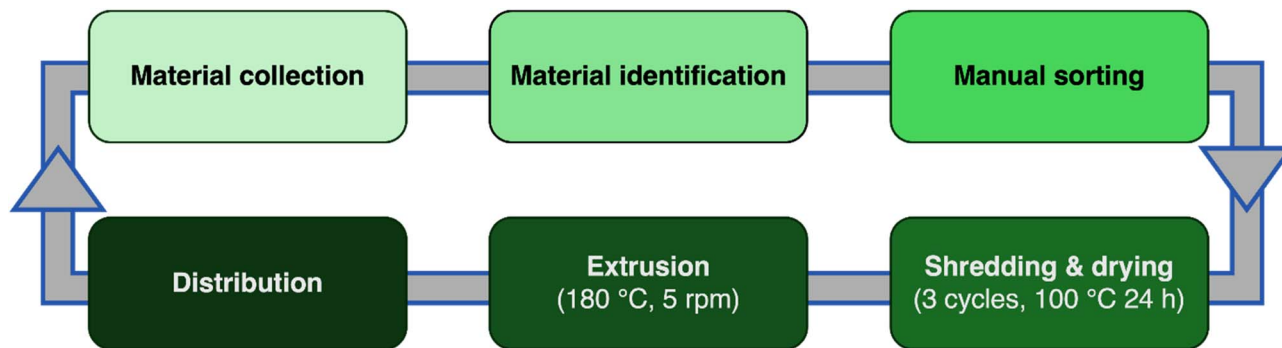 Material collection
Material identification
Manual sorting
Distribution
Extrusion
(180 °C, 5 rpm)
Shredding & drying
(3 cycles, 100 °C 24 h)